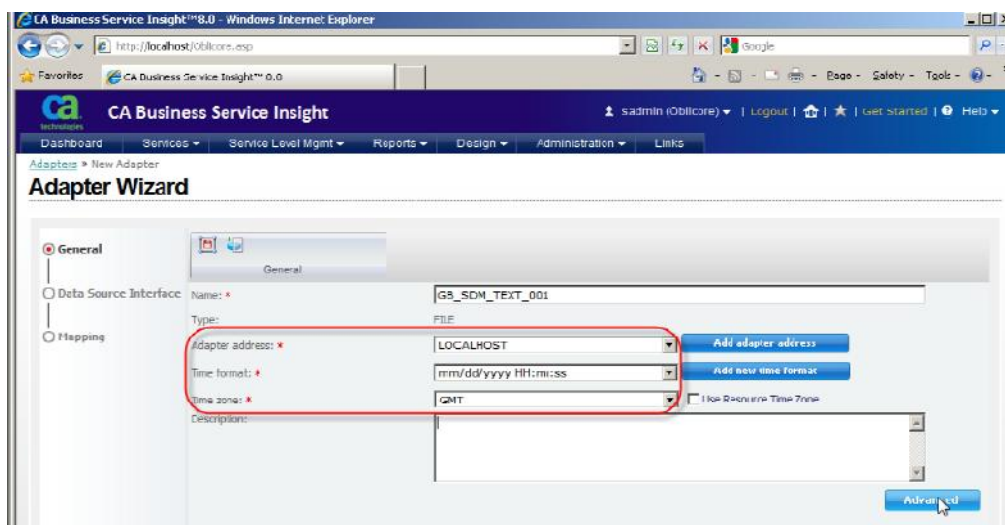 CA Business Service Insight™8.0 - Windows Internet Explorer
http://localhost/Oblicore.asp
Google
Favorites CA Business Service Insight™ 8.0
Page - Safety - Tools -
ca technologies CA Business Service Insight sadmin (Oblicore) | Logout | | | Get Started | Help
Dashboard Services Service Level Mgmt Reports Design Administration Links
Adapters » New Adapter
Adapter Wizard
General
Data Source Interface
Mapping
General
Name: * GB_SDM_TEXT_001
Type: FILE
Adapter address: * LOCALHOST Add adapter address
Time format: * mm/dd/yyyy HH:mi:ss Add new time format
Time zone: * GMT Use Resource Time Zone
Description:
Advanced